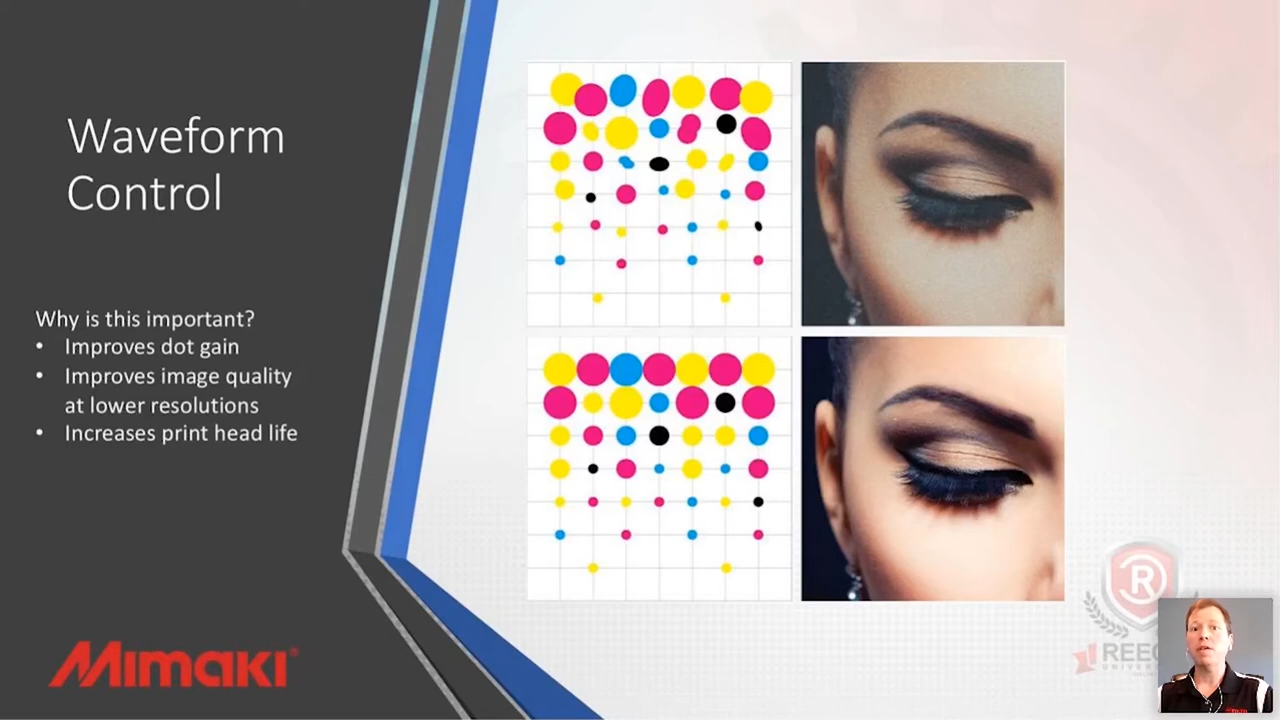 Waveform
Control
Why is this important?
• Improves dot gain
• Improves image quality
at lower resolutions
• Increases print head life
Mimaki®
R